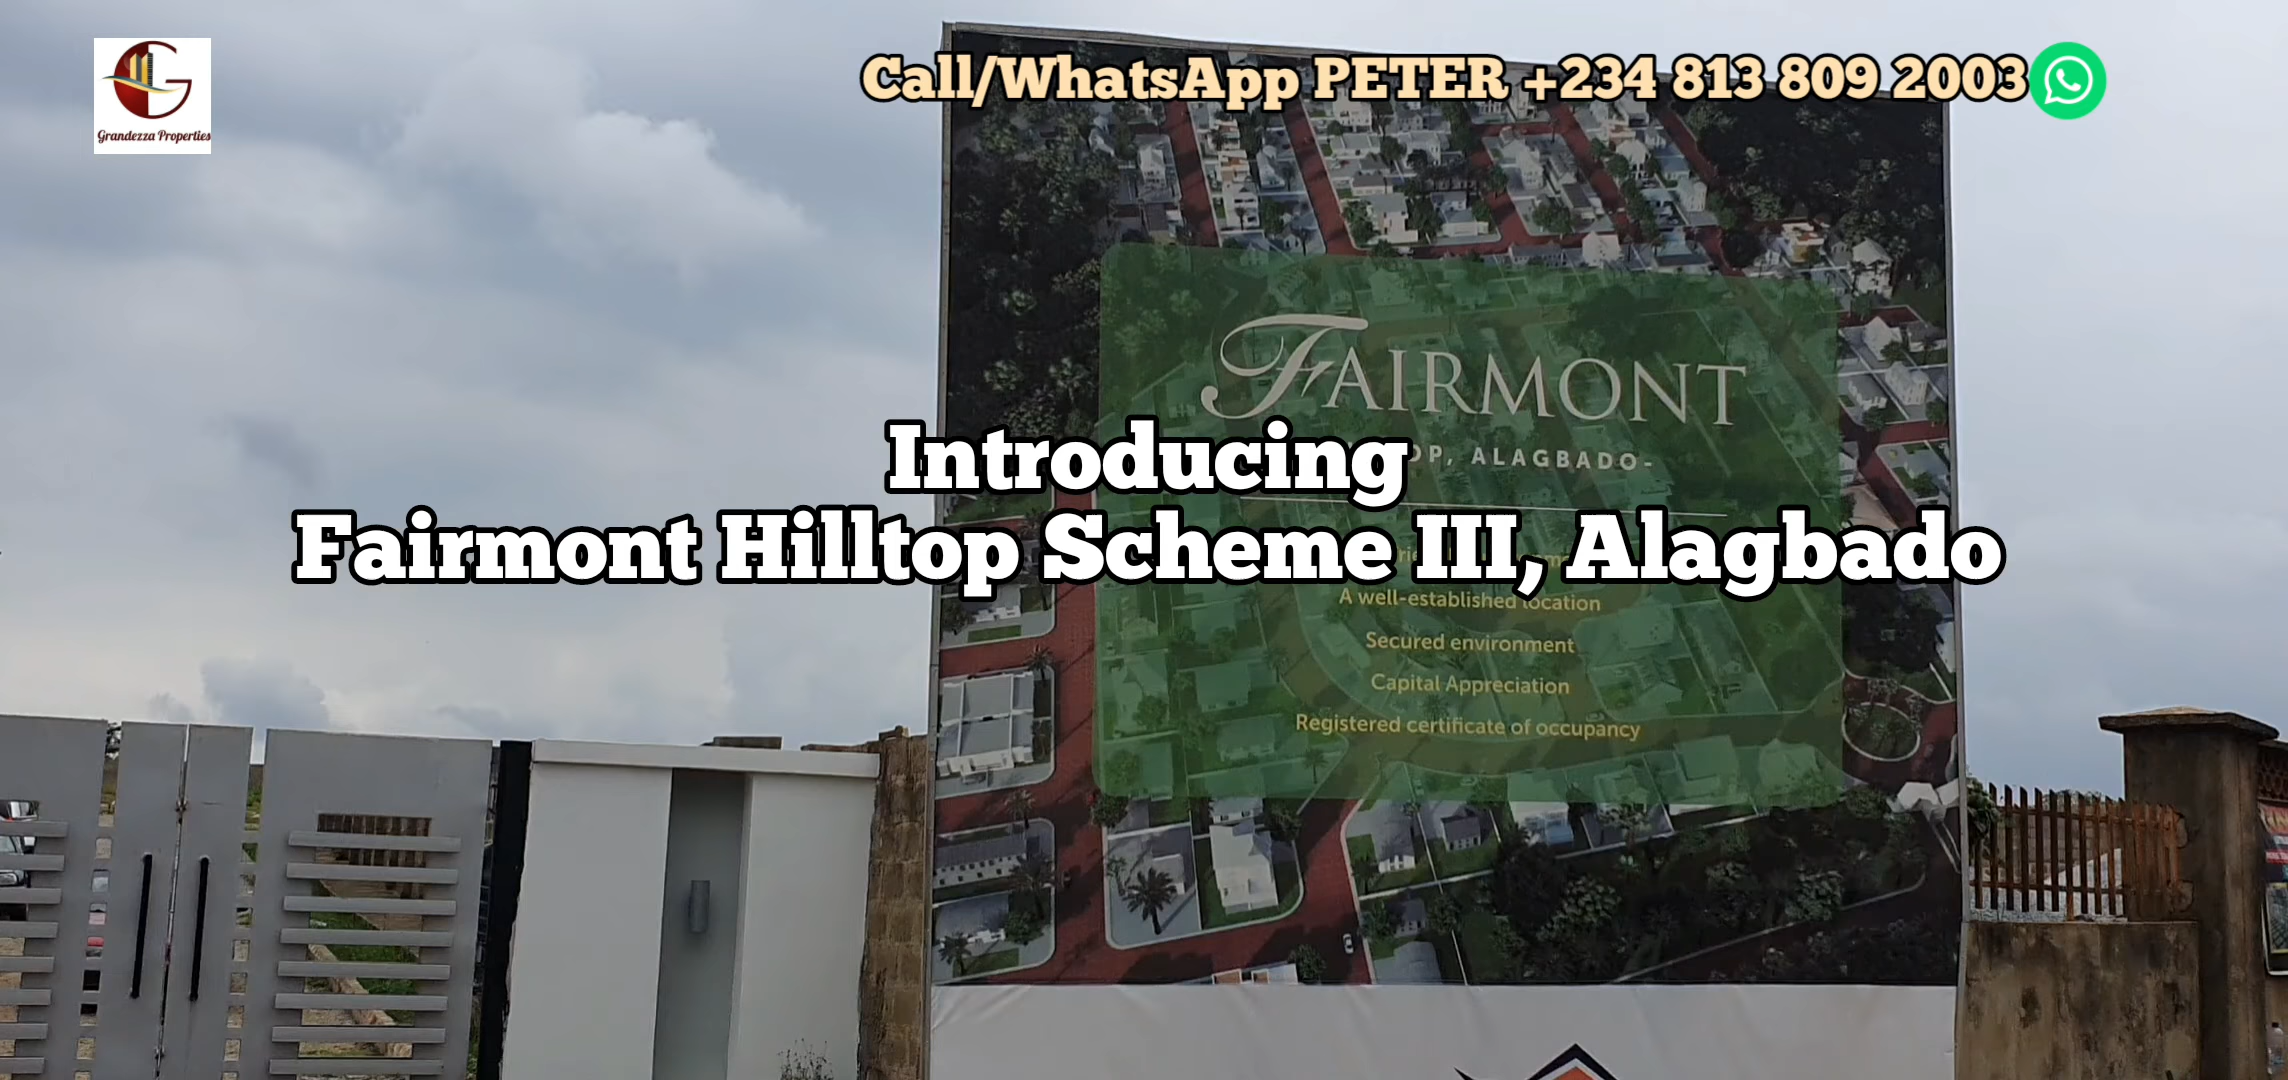 Grandezza Properties
Call/WhatsApp PETER +234 813 809 2003
FAIRMONT
ALAGBADO-
Introducing
Fairmont Hilltop Scheme III, Alagbado
A well-established location
Secured environment
Capital Appreciation
Registered certificate of occupancy